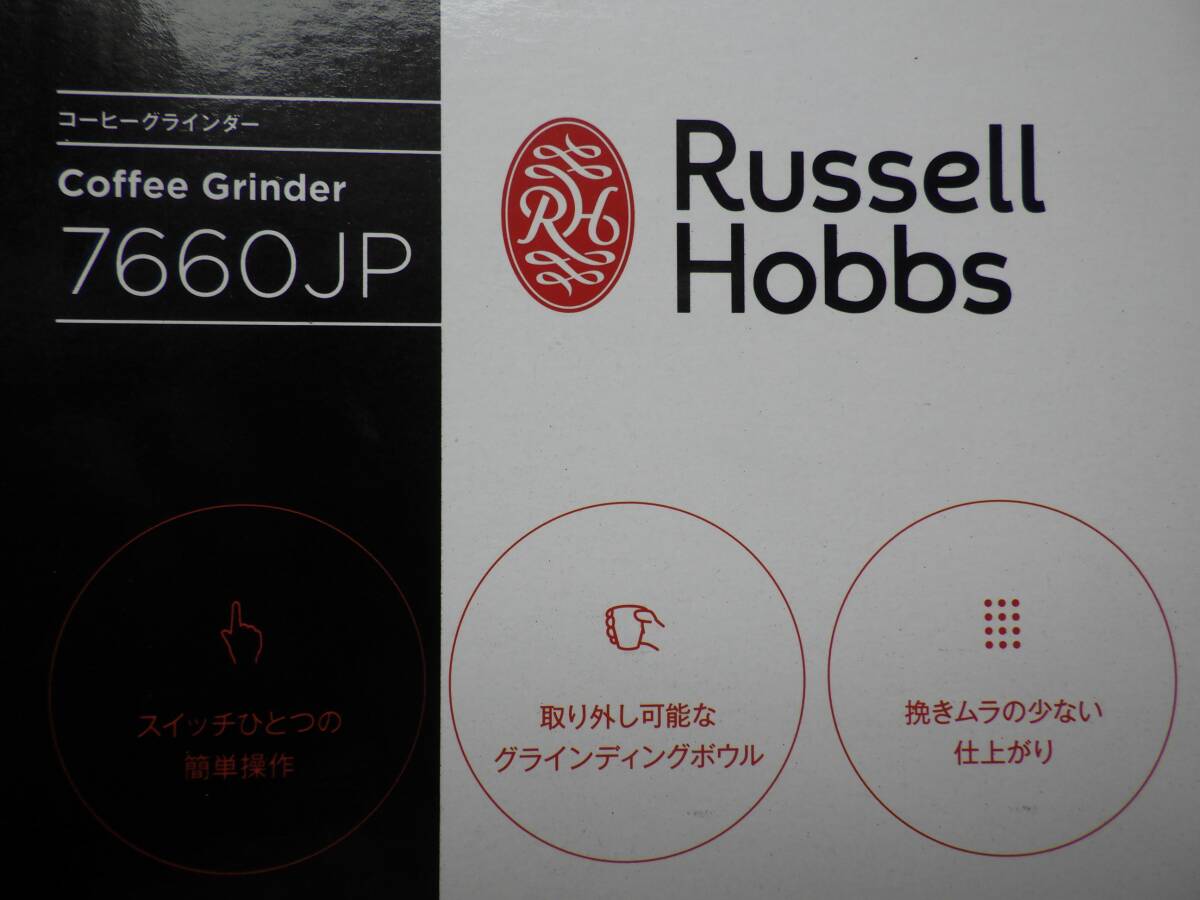 コーヒーグラインダー
Coffee Grinder
7660JP
RH
Russell
Hobbs
スイッチひとつの
簡単操作
取り外し可能な
グラインディングボウル
挽きムラの少ない
仕上がり